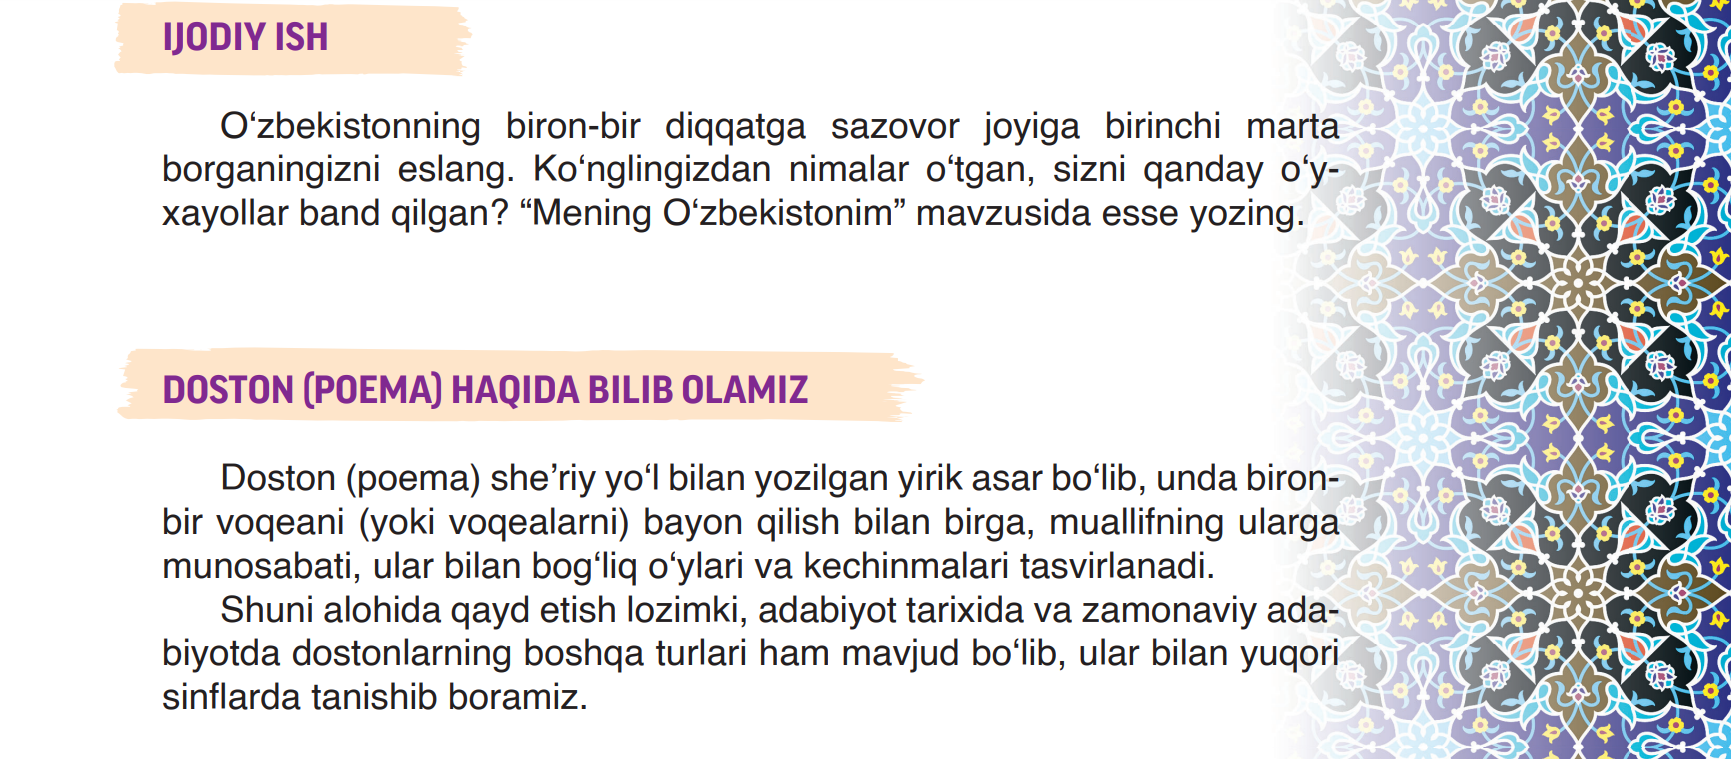 IJODIY ISH
O‘zbekistonning biron-bir diqqatga sazovor joyiga birinchi marta
borganingizni eslang. Ko‘nglingizdan nimalar o‘tgan, sizni qanday o‘y-
xayollar band qilgan? “Mening O‘zbekistonim” mavzusida esse yozing.
DOSTON (POEMA) HAQIDA BILIB OLAMIZ
Doston (poema) she’riy yo‘l bilan yozilgan yirik asar bo‘lib, unda biron-
bir voqeani (yoki voqealarni) bayon qilish bilan birga, muallifning ularga
munosabati, ular bilan bog‘liq o‘ylari va kechinmalari tasvirlanadi.
Shuni alohida qayd etish lozimki, adabiyot tarixida va zamonaviy ada-
biyotda dostonlarning boshqa turlari ham mavjud bo‘lib, ular bilan yuqori
sinflarda tanishib boramiz.